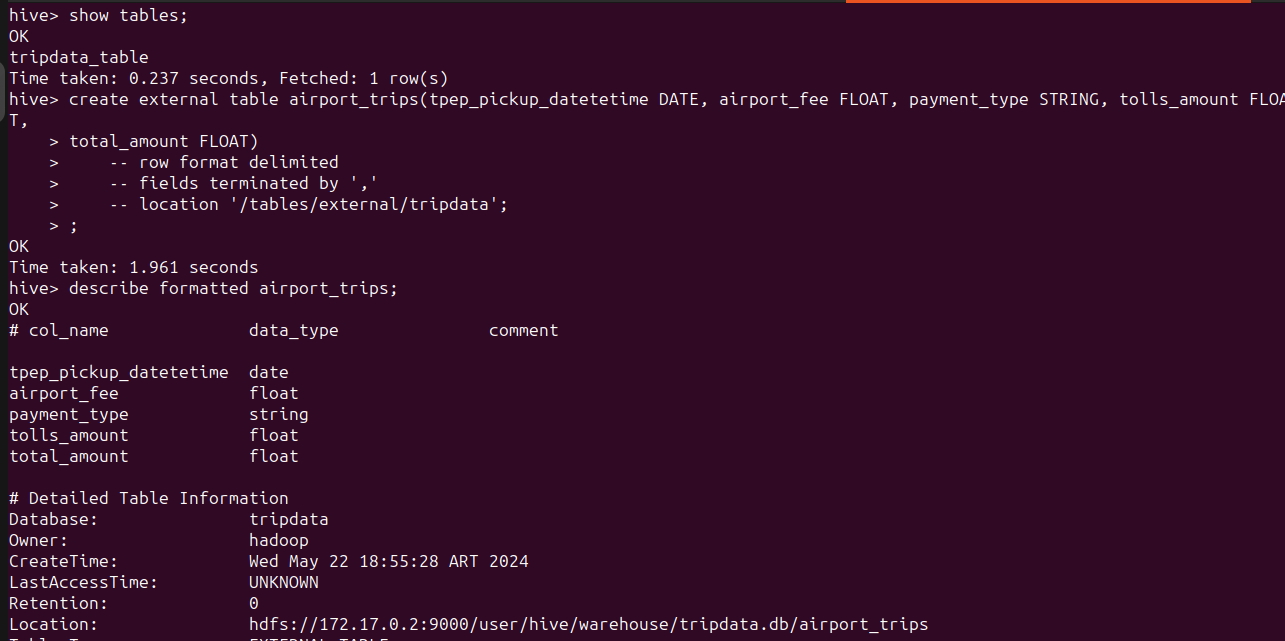 hive> show tables;
OK
tripdata_table
Time taken: 0.237 seconds, Fetched: 1 row(s)
hive> create external table airport_trips(tpep_pickup_datetetime DATE, airport_fee FLOAT, payment_type STRING, tolls_amount FLOA
T,
    > total_amount FLOAT)
    >     -- row format delimited
    >     -- fields terminated by ','
    >     -- location '/tables/external/tripdata';
    > ;
OK
Time taken: 1.961 seconds
hive> describe formatted airport_trips;
OK
# col_name              data_type               comment
tpep_pickup_datetetime  date
airport_fee             float
payment_type            string
tolls_amount            float
total_amount            float
# Detailed Table Information
Database:               tripdata
Owner:                  hadoop
CreateTime:             Wed May 22 18:55:28 ART 2024
LastAccessTime:         UNKNOWN
Retention:              0
Location:               hdfs://172.17.0.2:9000/user/hive/warehouse/tripdata.db/airport_trips